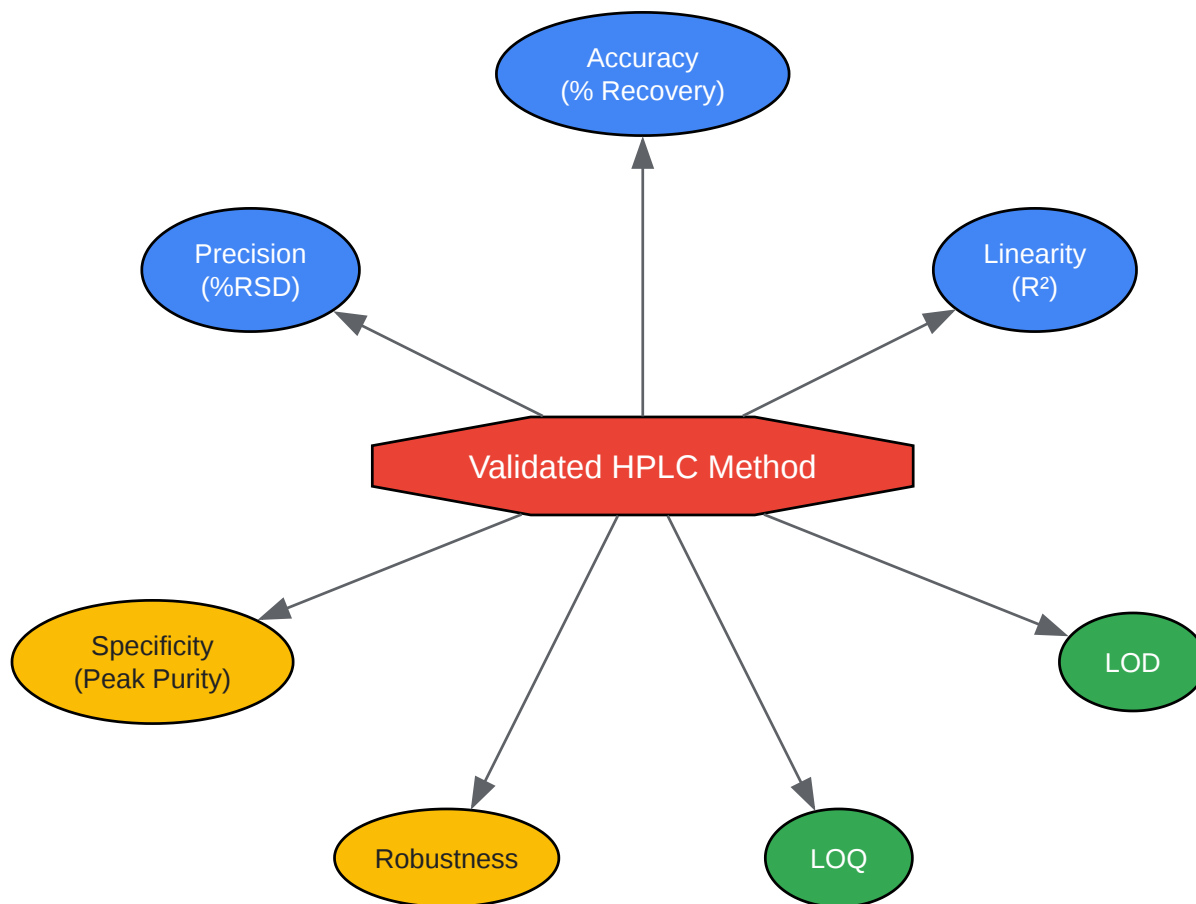 Accuracy
(% Recovery)
Precision
(%RSD)
Linearity
(R²)
Validated HPLC Method
Specificity
(Peak Purity)
LOD
Robustness
LOQ